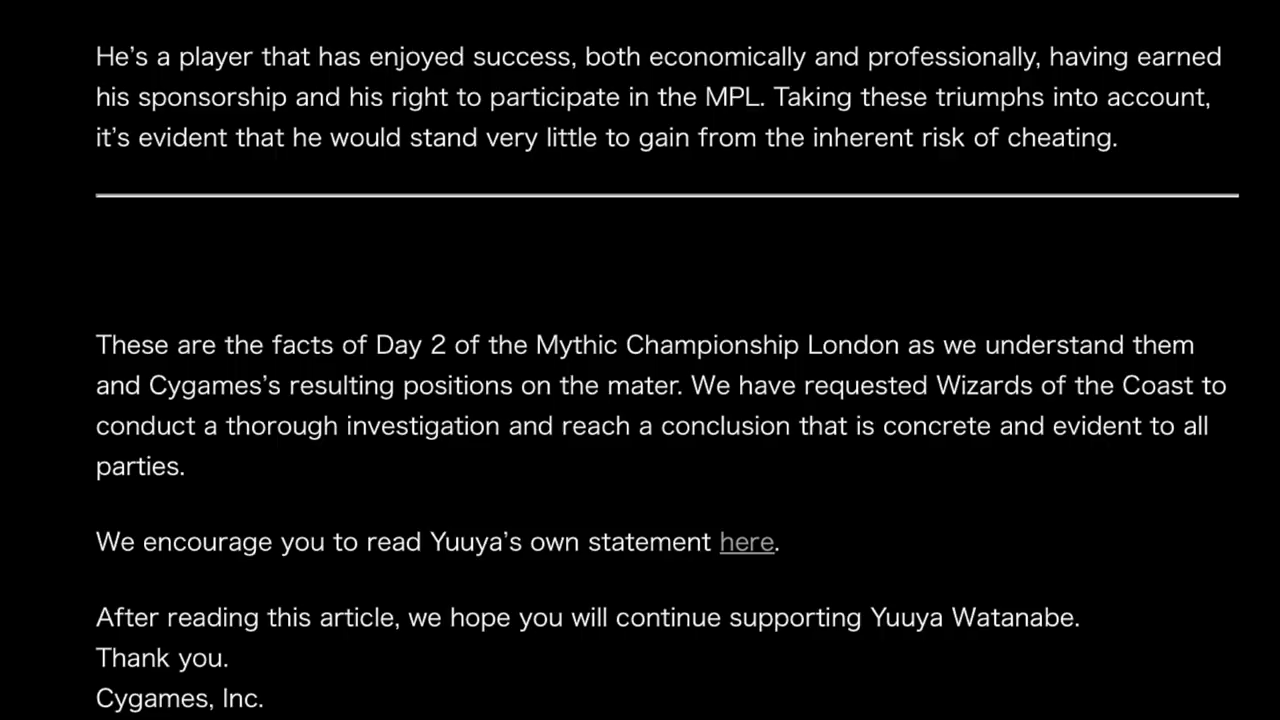 He’s a player that has enjoyed success, both economically and professionally, having earned
his sponsorship and his right to participate in the MPL. Taking these triumphs into account,
it’s evident that he would stand very little to gain from the inherent risk of cheating.
These are the facts of Day 2 of the Mythic Championship London as we understand them
and Cygames’s resulting positions on the mater. We have requested Wizards of the Coast to
conduct a thorough investigation and reach a conclusion that is concrete and evident to all
parties.
We encourage you to read Yuuya’s own statement here.
After reading this article, we hope you will continue supporting Yuuya Watanabe.
Thank you.
Cygames, Inc.